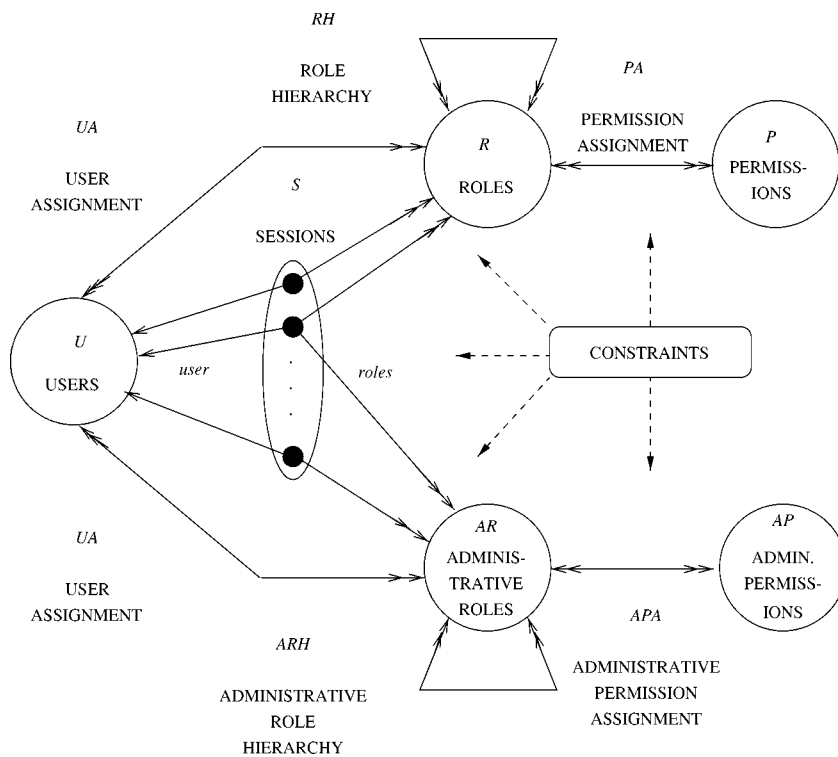 RH
ROLE
HIERARCHY
PA
PERMISSION
ASSIGNMENT
UA
USER
ASSIGNMENT
S
SESSIONS
R
ROLES
P
PERMISS-
IONS
U
USERS
user
roles
CONSTRAINTS
UA
USER
ASSIGNMENT
AR
ADMINIS-
TRATIVE
ROLES
AP
ADMIN.
PERMISS-
IONS
ARH
ADMINISTRATIVE
ROLE
HIERARCHY
APA
ADMINISTRATIVE
PERMISSION
ASSIGNMENT